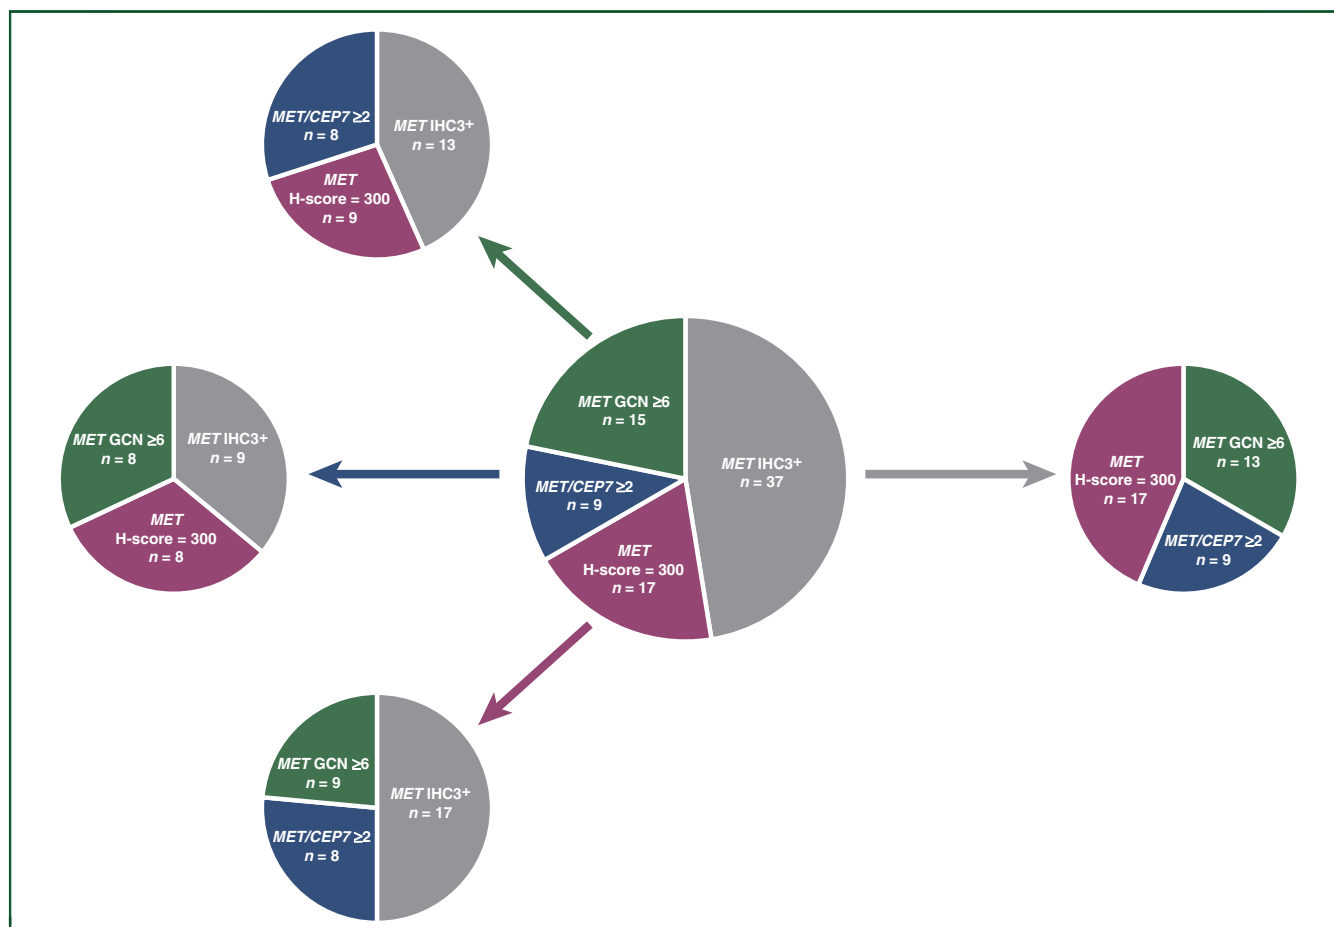 MET/CEP7 ≥2
n = 8
MET IHC3+
n = 13
MET
H-score = 300
n = 9
MET GCN ≥6
n = 8
MET IHC3+
n = 9
MET
H-score = 300
n = 8
MET GCN ≥6
n = 15
MET IHC3+
n = 37
MET/CEP7 ≥2
n = 9
MET
H-score = 300
n = 17
MET GCN ≥6
n = 13
MET
H-score = 300
n = 17
MET/CEP7 ≥2
n = 9
MET GCN ≥6
n = 9
MET IHC3+
n = 17
MET/CEP7 ≥2
n = 8